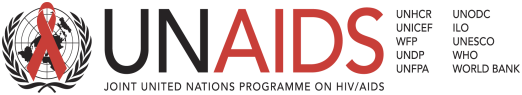 UNAIDS
JOINT UNITED NATIONS PROGRAMME ON HIV/AIDS
UNHCR
UNICEF
WFP
UNDP
UNFPA
UNODC
ILO
UNESCO
WHO
WORLD BANK